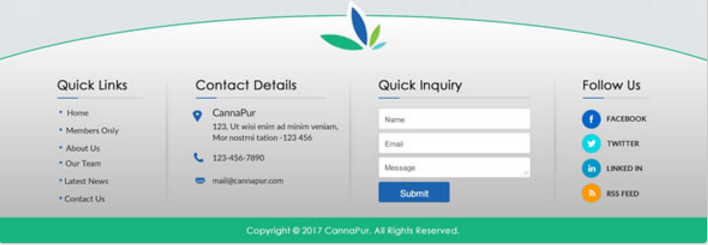 Quick Links
Home
Members Only
About Us
Our Team
Latest News
Contact Us
Contact Details
CannaPur
123, Ut wisi enim ad minim veniam,
Mor nostrni tation -123 456
123-456-7890
mail@cannapur.com
Quick Inquiry
Name
Email
Message
Submit
Follow Us
FACEBOOK
TWITTER
LINKED IN
RSS FEED
Copyright © 2017 CannaPur. All Rights Reserved.